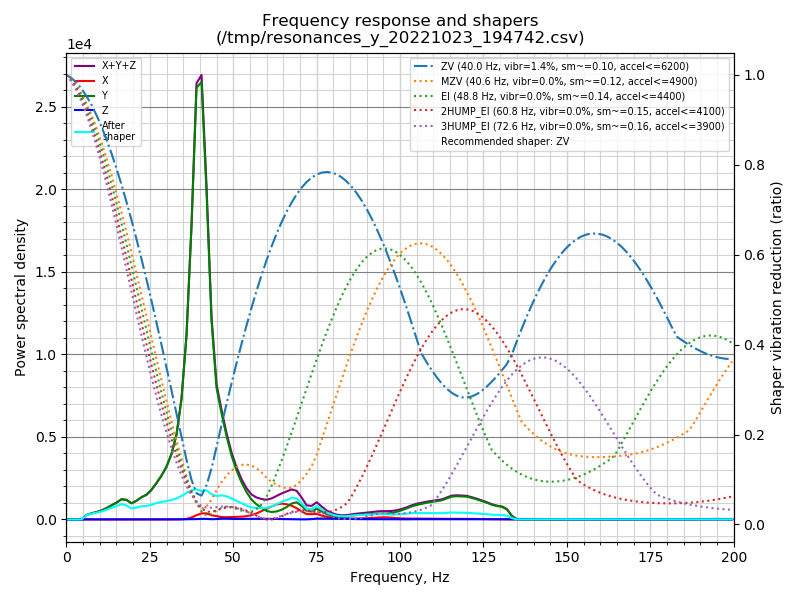 Frequency response and shapers
(/tmp/resonances_y_20221023_194742.csv)
1e4
X+Y+Z
X
Y
Z
After
shaper
ZV (40.0 Hz, vibr=1.4%, sm~=0.10, accel<=6200)
MZV (40.6 Hz, vibr=0.0%, sm~=0.12, accel<=4900)
EI (48.8 Hz, vibr=0.0%, sm~=0.14, accel<=4400)
2HUMP_EI (60.8 Hz, vibr=0.0%, sm~=0.15, accel<=4100)
3HUMP_EI (72.6 Hz, vibr=0.0%, sm~=0.16, accel<=3900)
Recommended shaper: ZV
Power spectral density
2.5
2.0
1.5
1.0
0.5
0.0
1.0
0.8
0.6
0.4
0.2
0.0
Shaper vibration reduction (ratio)
0 25 50 75 100 125 150 175 200
Frequency, Hz